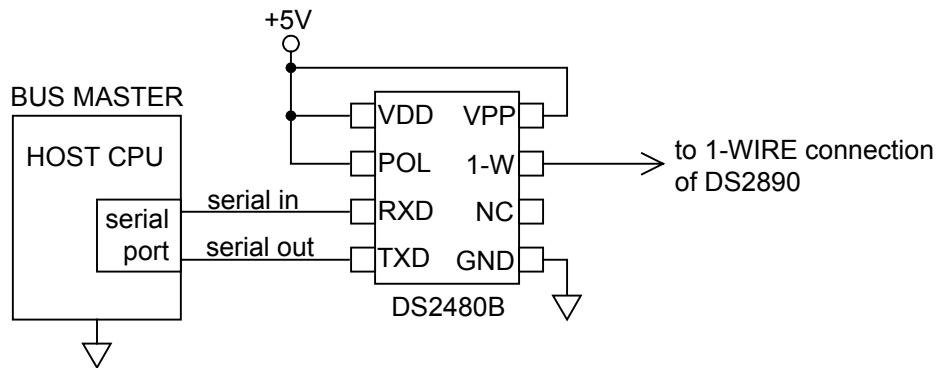 +5V
BUS MASTER
HOST CPU
serial
port
serial in
serial out
VDD
VPP
POL
1-W
RXD
NC
TXD
GND
DS2480B
to 1-WIRE connection
of DS2890